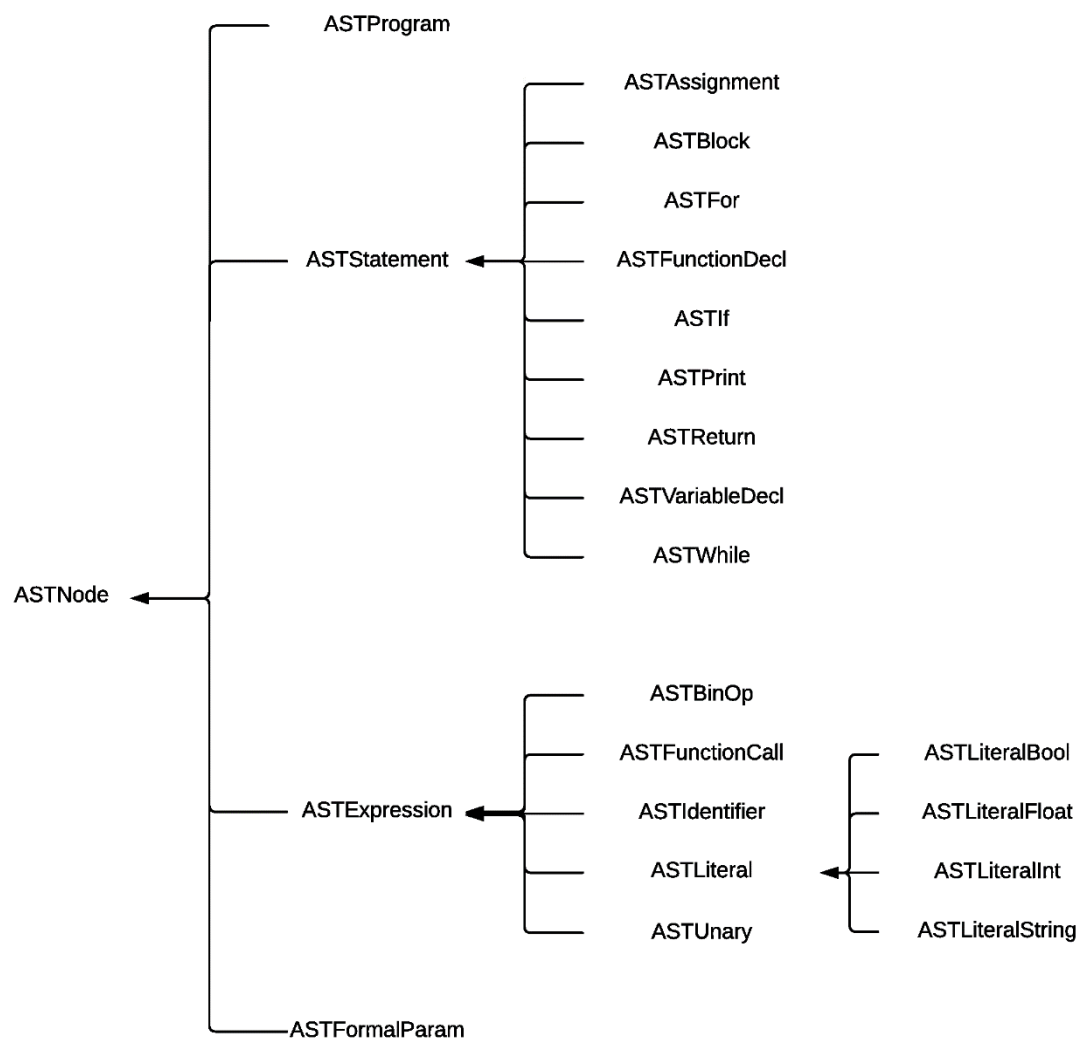 ASTProgram
ASTAssignment
ASTBlock
ASTFor
ASTStatement
ASTFunctionDecl
ASTIf
ASTPrint
ASTReturn
ASTVariableDecl
ASTWhile
ASTNode
ASTBinOp
ASTFunctionCall
ASTLiteralBool
ASTExpression
ASTIdentifier
ASTLiteralFloat
ASTLiteral
ASTLiteralInt
ASTUnary
ASTLiteralString
ASTFormalParam